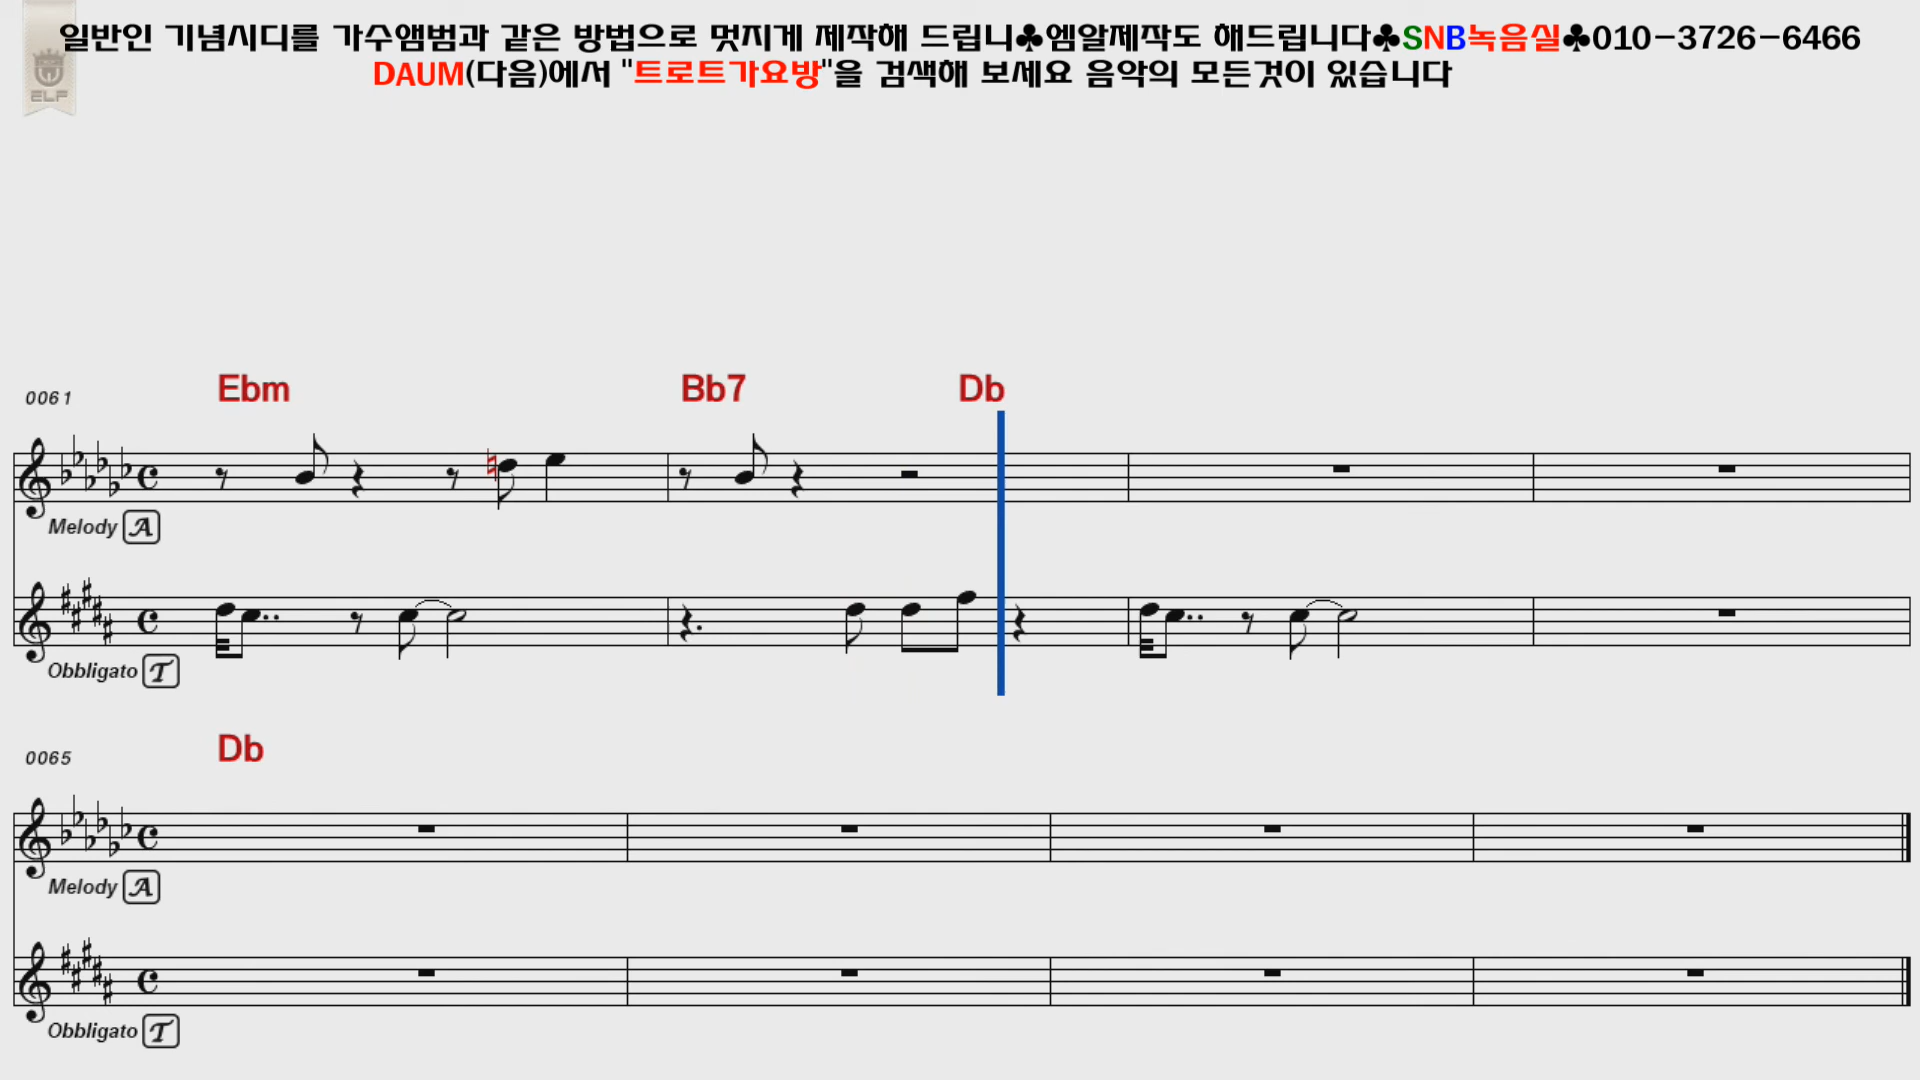 일반인 기념시디를 가수앨범과 같은 방법으로 멋지게 제작해 드립니♣엠알제작도 해드립니다♣SNB녹음실♣010-3726-6466
DAUM(다음)에서 "트로트가요방"을 검색해 보세요 음악의 모든것이 있습니다
ELF
0061 Ebm Bb7 Db
Melody A
Obbligato T
0065 Db
Melody A
Obbligato T